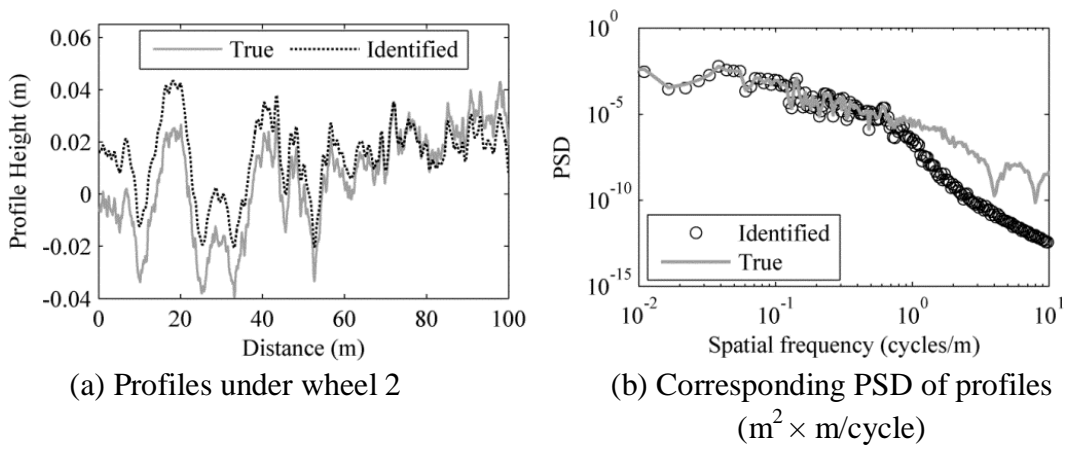 0.06
0.04
0.02
0
-0.02
-0.04
Profile Height (m)
True
Identified
0
20
40
60
80
100
Distance (m)
(a) Profiles under wheel 2
10^0
10^-5
10^-10
10^-15
PSD
Identified
True
10^-2
10^-1
10^0
10^1
Spatial frequency (cycles/m)
(b) Corresponding PSD of profiles
(m^2 × m/cycle)